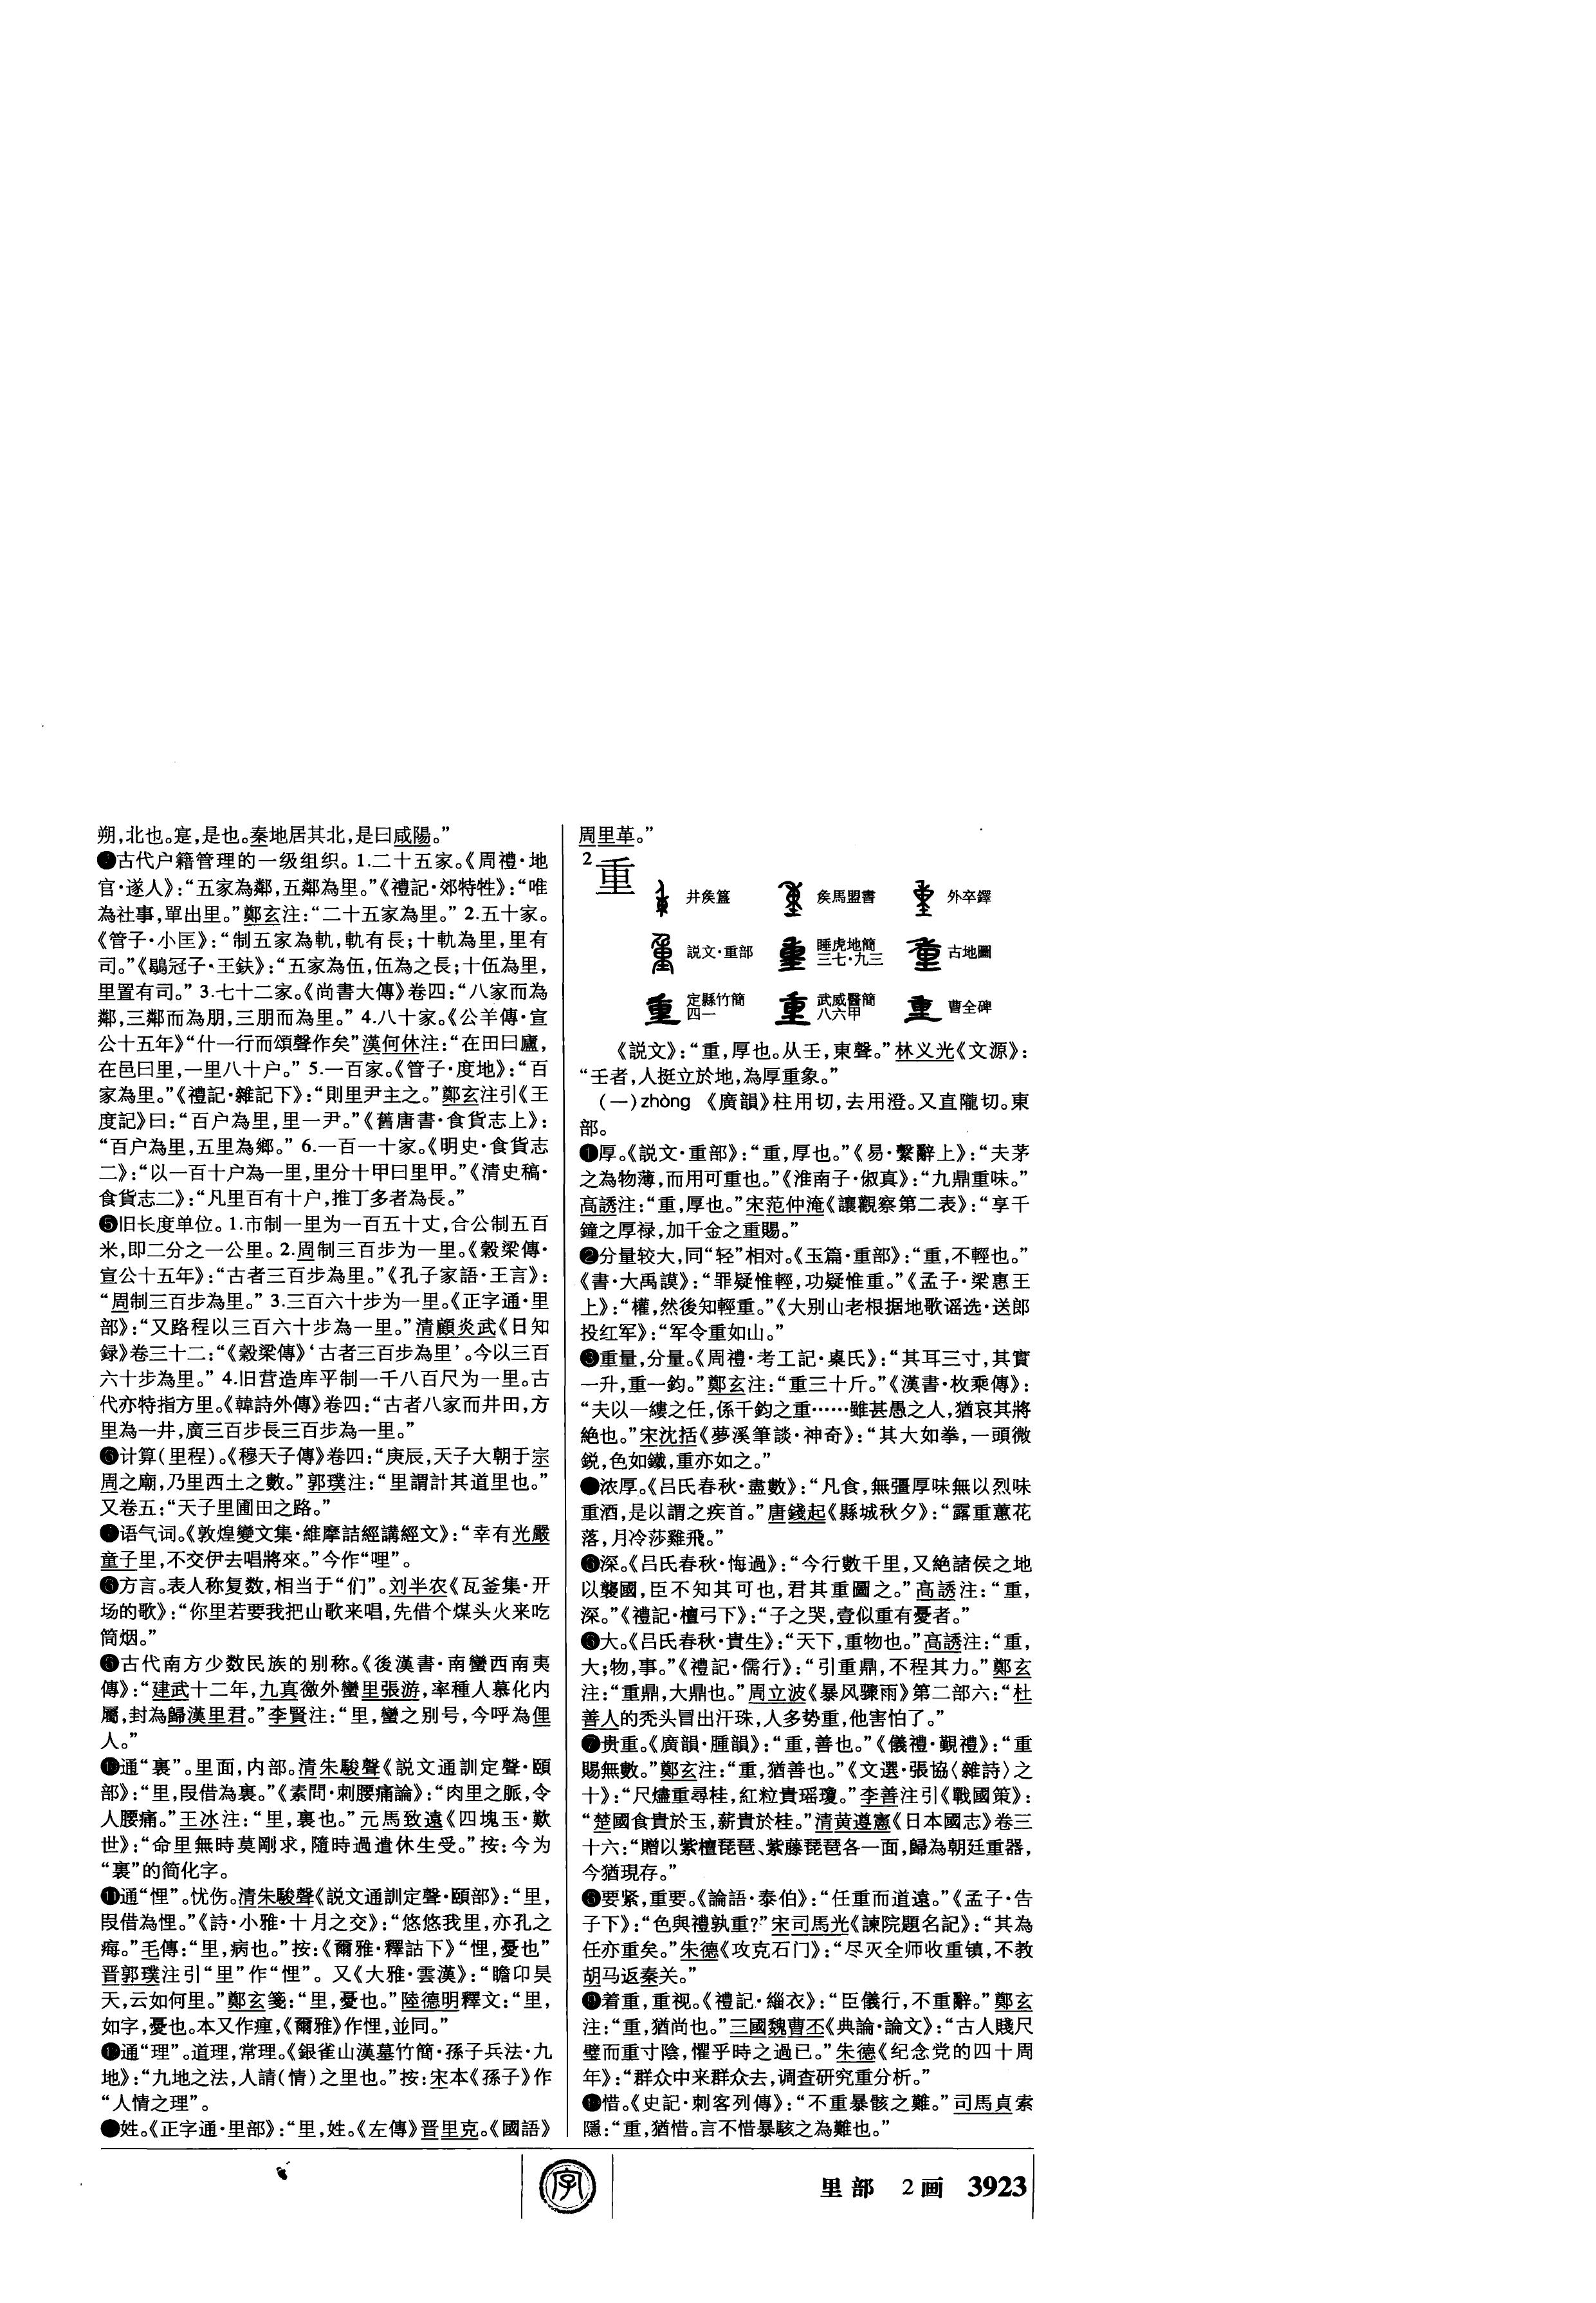 朔，北也。寔，是也。秦地居其北，是曰咸陽。”
古代户籍管理的一级组织。1.二十五家。《周禮·地
官·遂人》：“五家為鄰，五鄰為里。”《禮記·郊特牲》：“唯
為社事，單出里。”鄭玄注：“二十五家為里。” 2.五十家。
《管子·小匡》：“制五家為軌，軌有長；十軌為里，里有
司。”《鶡冠子·王鈇》：“五家為伍，伍為之長；十伍為里，
里置有司。” 3.七十二家。《尚書大傳》卷四：“八家而為
鄰，三鄰而為朋，三朋而為里。” 4.八十家。《公羊傳·宣
公十五年》“什一行而頌聲作矣”漢何休注：“在田曰廬，
在邑曰里，一里八十户。” 5.一百家。《管子·度地》：“百
家為里。”《禮記·雜記下》：“則里尹主之。”鄭玄注引《王
度記》曰：“百户為里，里一尹。”《舊唐書·食貨志上》：
“百户為里，五里為鄉。” 6.一百一十家。《明史·食貨志
二》：“以一百十户為一里，里分十甲曰里甲。”《清史稿·
食貨志二》：“凡里百有十户，推丁多者為長。”
❺旧长度单位。1.市制一里为一百五十丈，合公制五百
米，即二分之一公里。2.周制三百步为一里。《穀梁傳·
宣公十五年》：“古者三百步為里。”《孔子家語·王言》：
“周制三百步為里。” 3.三百六十步为一里。《正字通·里
部》：“又路程以三百六十步為一里。”清顧炎武《日知
録》卷三十二：“《穀梁傳》‘古者三百步為里’。今以三百
六十步為里。” 4.旧营造库平制一千八百尺为一里。古
代亦特指方里。《韓詩外傳》卷四：“古者八家而井田，方
里為一井，廣三百步長三百步為一里。”
❻计算（里程）。《穆天子傳》卷四：“庚辰，天子大朝于宗
周之廟，乃里西土之數。”郭璞注：“里謂計其道里也。”
又卷五：“天子里圃田之路。”
语气词。《敦煌變文集·維摩詰經講經文》：“幸有光嚴
童子里，不交伊去唱將來。”今作“哩”。
方言。表人称复数，相当于“们”。刘半农《瓦釜集·开
场的歌》：“你里若要我把山歌来唱，先借个煤头火来吃
筒烟。”
古代南方少数民族的别称。《後漢書·南蠻西南夷
傳》：“建武十二年，九真徼外蠻里張游，率種人慕化内
屬，封為歸漢里君。”李賢注：“里，蠻之别号，今呼為俚
人。”
通“裏”。里面，内部。清朱駿聲《説文通訓定聲·頤
部》：“里，叚借為裏。”《素問·刺腰痛論》：“肉里之脈，令
人腰痛。”王冰注：“里，裏也。”元馬致遠《四塊玉·歎
世》：“命里無時莫剛求，隨時過遣休生受。”按：今为
“裏”的简化字。
⓫通“悝”。忧伤。清朱駿聲《説文通訓定聲·頤部》：“里，
叚借為悝。”《詩·小雅·十月之交》：“悠悠我里，亦孔之
痗。”毛傳：“里，病也。”按：《爾雅·釋詁下》“悝，憂也”
晋郭璞注引“里”作“悝”。又《大雅·雲漢》：“瞻卬昊
天，云如何里。”鄭玄箋：“里，憂也。”陸德明釋文：“里，
如字，憂也。本又作㾖，《爾雅》作悝，並同。”
通“理”。道理，常理。《銀雀山漢墓竹簡·孫子兵法·九
地》：“九地之法，人請（情）之里也。”按：宋本《孫子》作
“人情之理”。
姓。《正字通·里部》：“里，姓。《左傳》晋里克。《國語》
周里革。”
2 重
井矦簋 矦馬盟書 外卒鐸
説文·重部 睡虎地簡三七·九三 古地圖
定縣竹簡四一 武威醫簡八六甲 曹全碑
《説文》：“重，厚也。从壬，東聲。”林义光《文源》：
“壬者，人挺立於地，為厚重象。”
（一）zhòng 《廣韻》柱用切，去用澄。又直隴切。東
部。
❶厚。《説文·重部》：“重，厚也。”《易·繫辭上》：“夫茅
之為物薄，而用可重也。”《淮南子·俶真》：“九鼎重味。”
高誘注：“重，厚也。”宋范仲淹《讓觀察第二表》：“享千
鐘之厚禄，加千金之重賜。”
❷分量较大，同“轻”相对。《玉篇·重部》：“重，不輕也。”
《書·大禹謨》：“罪疑惟輕，功疑惟重。”《孟子·梁惠王
上》：“權，然後知輕重。”《大别山老根据地歌谣选·送郎
投红军》：“军令重如山。”
❸重量，分量。《周禮·考工記·㮚氏》：“其耳三寸，其實
一升，重一鈞。”鄭玄注：“重三十斤。”《漢書·枚乘傳》：
“夫以一縷之任，係千鈞之重……雖甚愚之人，猶哀其將
絶也。”宋沈括《夢溪筆談·神奇》：“其大如拳，一頭微
鋭，色如鐵，重亦如之。”
浓厚。《吕氏春秋·盡數》：“凡食，無彊厚味無以烈味
重酒，是以謂之疾首。”唐錢起《縣城秋夕》：“露重蕙花
落，月冷莎雞飛。”
深。《吕氏春秋·悔過》：“今行數千里，又絶諸侯之地
以襲國，臣不知其可也，君其重圖之。”高誘注：“重，
深。”《禮記·檀弓下》：“子之哭，壹似重有憂者。”
❻大。《吕氏春秋·貴生》：“天下，重物也。”高誘注：“重，
大；物，事。”《禮記·儒行》：“引重鼎，不程其力。”鄭玄
注：“重鼎，大鼎也。”周立波《暴风骤雨》第二部六：“杜
善人的秃头冒出汗珠，人多势重，他害怕了。”
❼贵重。《廣韻·腫韻》：“重，善也。”《儀禮·覲禮》：“重
賜無數。”鄭玄注：“重，猶善也。”《文選·張協〈雜詩〉之
十》：“尺燼重尋桂，紅粒貴瑶瓊。”李善注引《戰國策》：
“楚國食貴於玉，薪貴於桂。”清黄遵憲《日本國志》卷三
十六：“贈以紫檀琵琶、紫藤琵琶各一面，歸為朝廷重器，
今猶現存。”
要紧，重要。《論語·泰伯》：“任重而道遠。”《孟子·告
子下》：“色與禮孰重？”宋司馬光《諫院題名記》：“其為
任亦重矣。”朱德《攻克石门》：“尽灭全师收重镇，不教
胡马返秦关。”
❾着重，重视。《禮記·緇衣》：“臣儀行，不重辭。”鄭玄
注：“重，猶尚也。”三國魏曹丕《典論·論文》：“古人賤尺
璧而重寸陰，懼乎時之過已。”朱德《纪念党的四十周
年》：“群众中来群众去，调查研究重分析。”
惜。《史記·刺客列傳》：“不重暴骸之難。”司馬貞索
隱：“重，猶惜。言不惜暴骸之為難也。”
字
里部 2画 3923